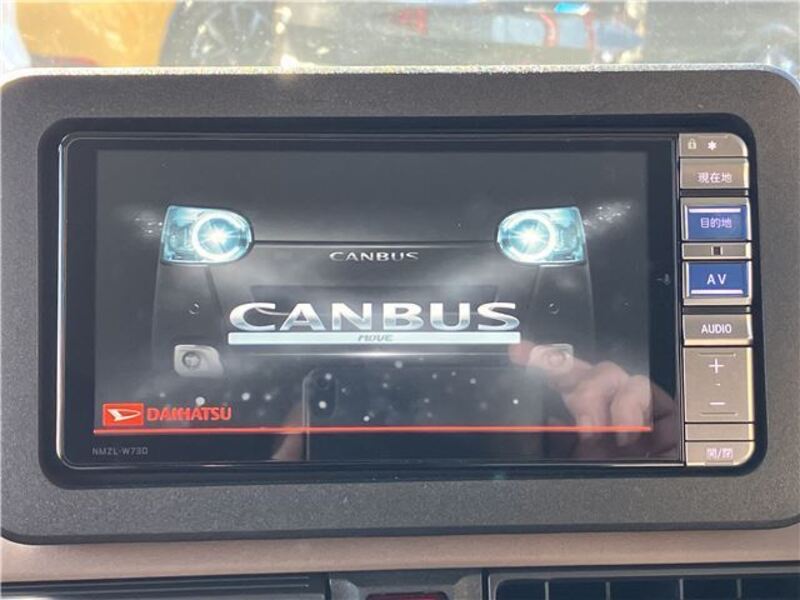 CANBUS
CANBUS
MOVE
DAIHATSU
NMZL-W73D
現在地
目的地
AV
AUDIO
+
−
開/閉